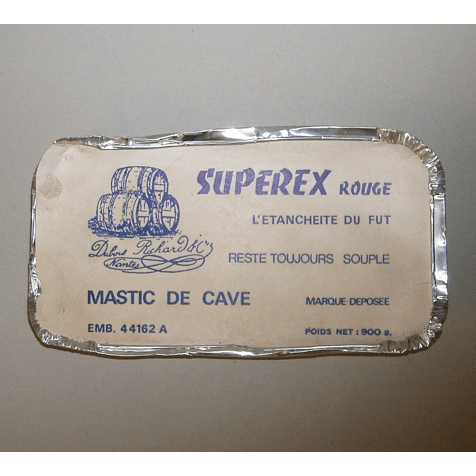 SUPEREX ROUGE
L'ETANCHEITE DU FUT
Dubois Richard & Cie
Nantes
RESTE TOUJOURS SOUPLE
MASTIC DE CAVE
MARQUE DEPOSEE
EMB. 44162 A
POIDS NET : 900 g.